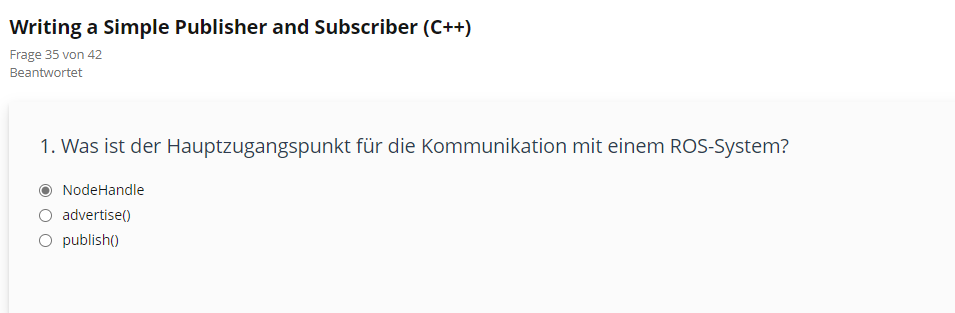 Writing a Simple Publisher and Subscriber (C++)
Frage 35 von 42
Beantwortet
1. Was ist der Hauptzugangspunkt für die Kommunikation mit einem ROS-System?
NodeHandle
advertise()
publish()